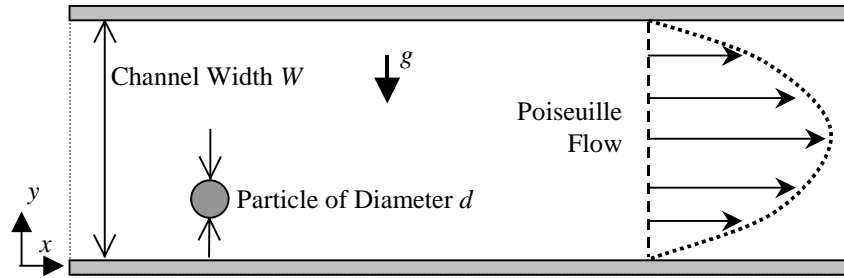 Channel Width W
g
Poiseuille
Flow
Particle of Diameter d
y
x